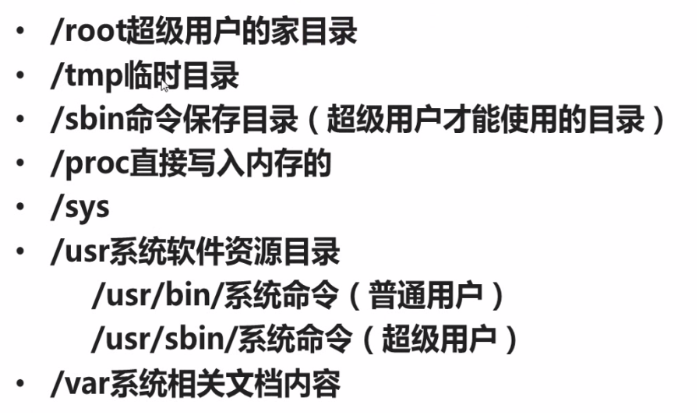 • /root超级用户的家目录
• /tmp临时目录
• /sbin命令保存目录（超级用户才能使用的目录）
• /proc直接写入内存的
• /sys
• /usr系统软件资源目录
/usr/bin/系统命令（普通用户）
/usr/sbin/系统命令（超级用户）
• /var系统相关文档内容